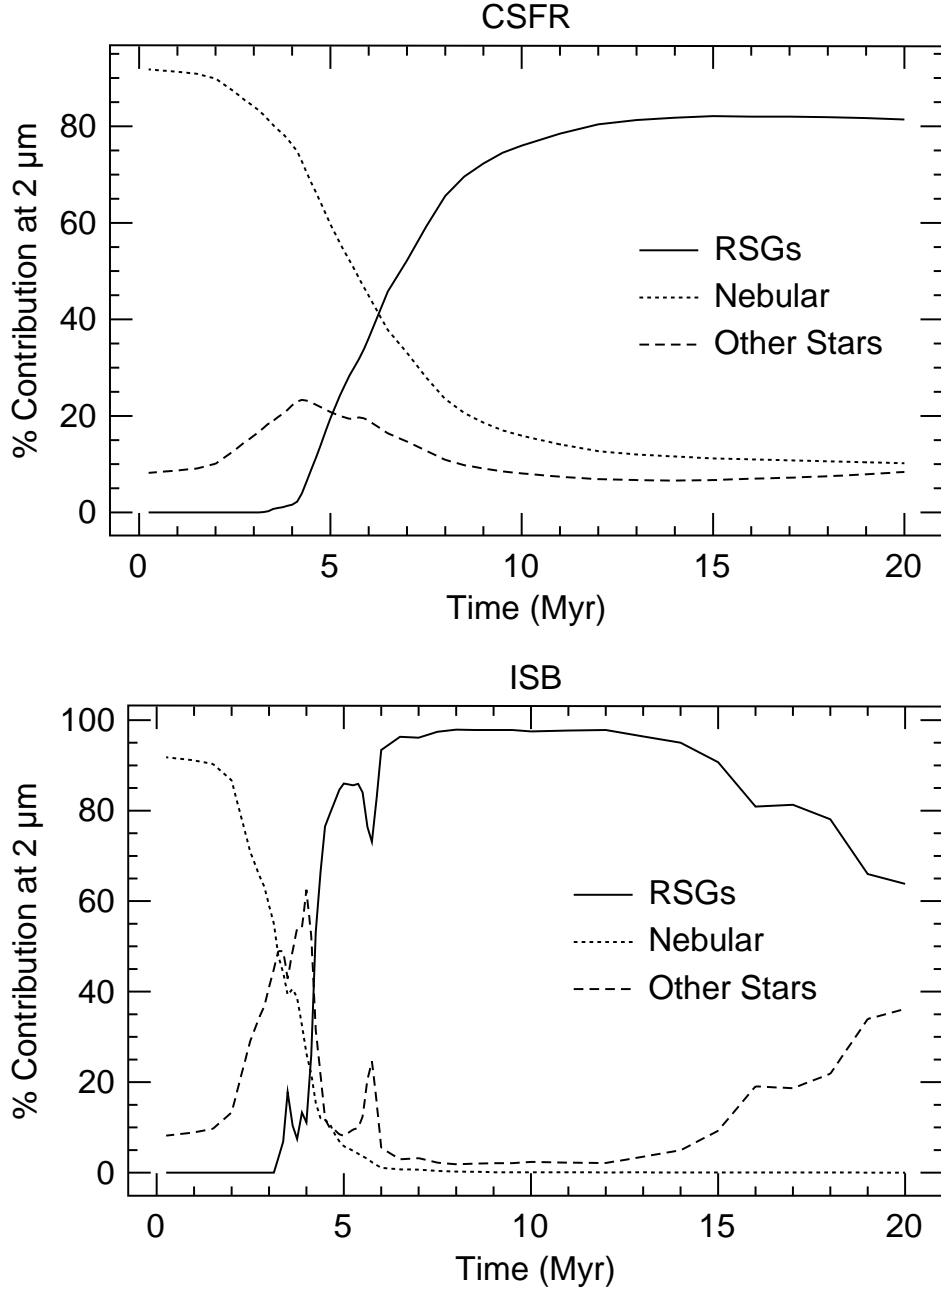 CSFR
% Contribution at 2 µm
80
60
40
20
0
RSGs
Nebular
Other Stars
0 5 10 15 20
Time (Myr)
ISB
% Contribution at 2 µm
100
80
60
40
20
0
RSGs
Nebular
Other Stars
0 5 10 15 20
Time (Myr)